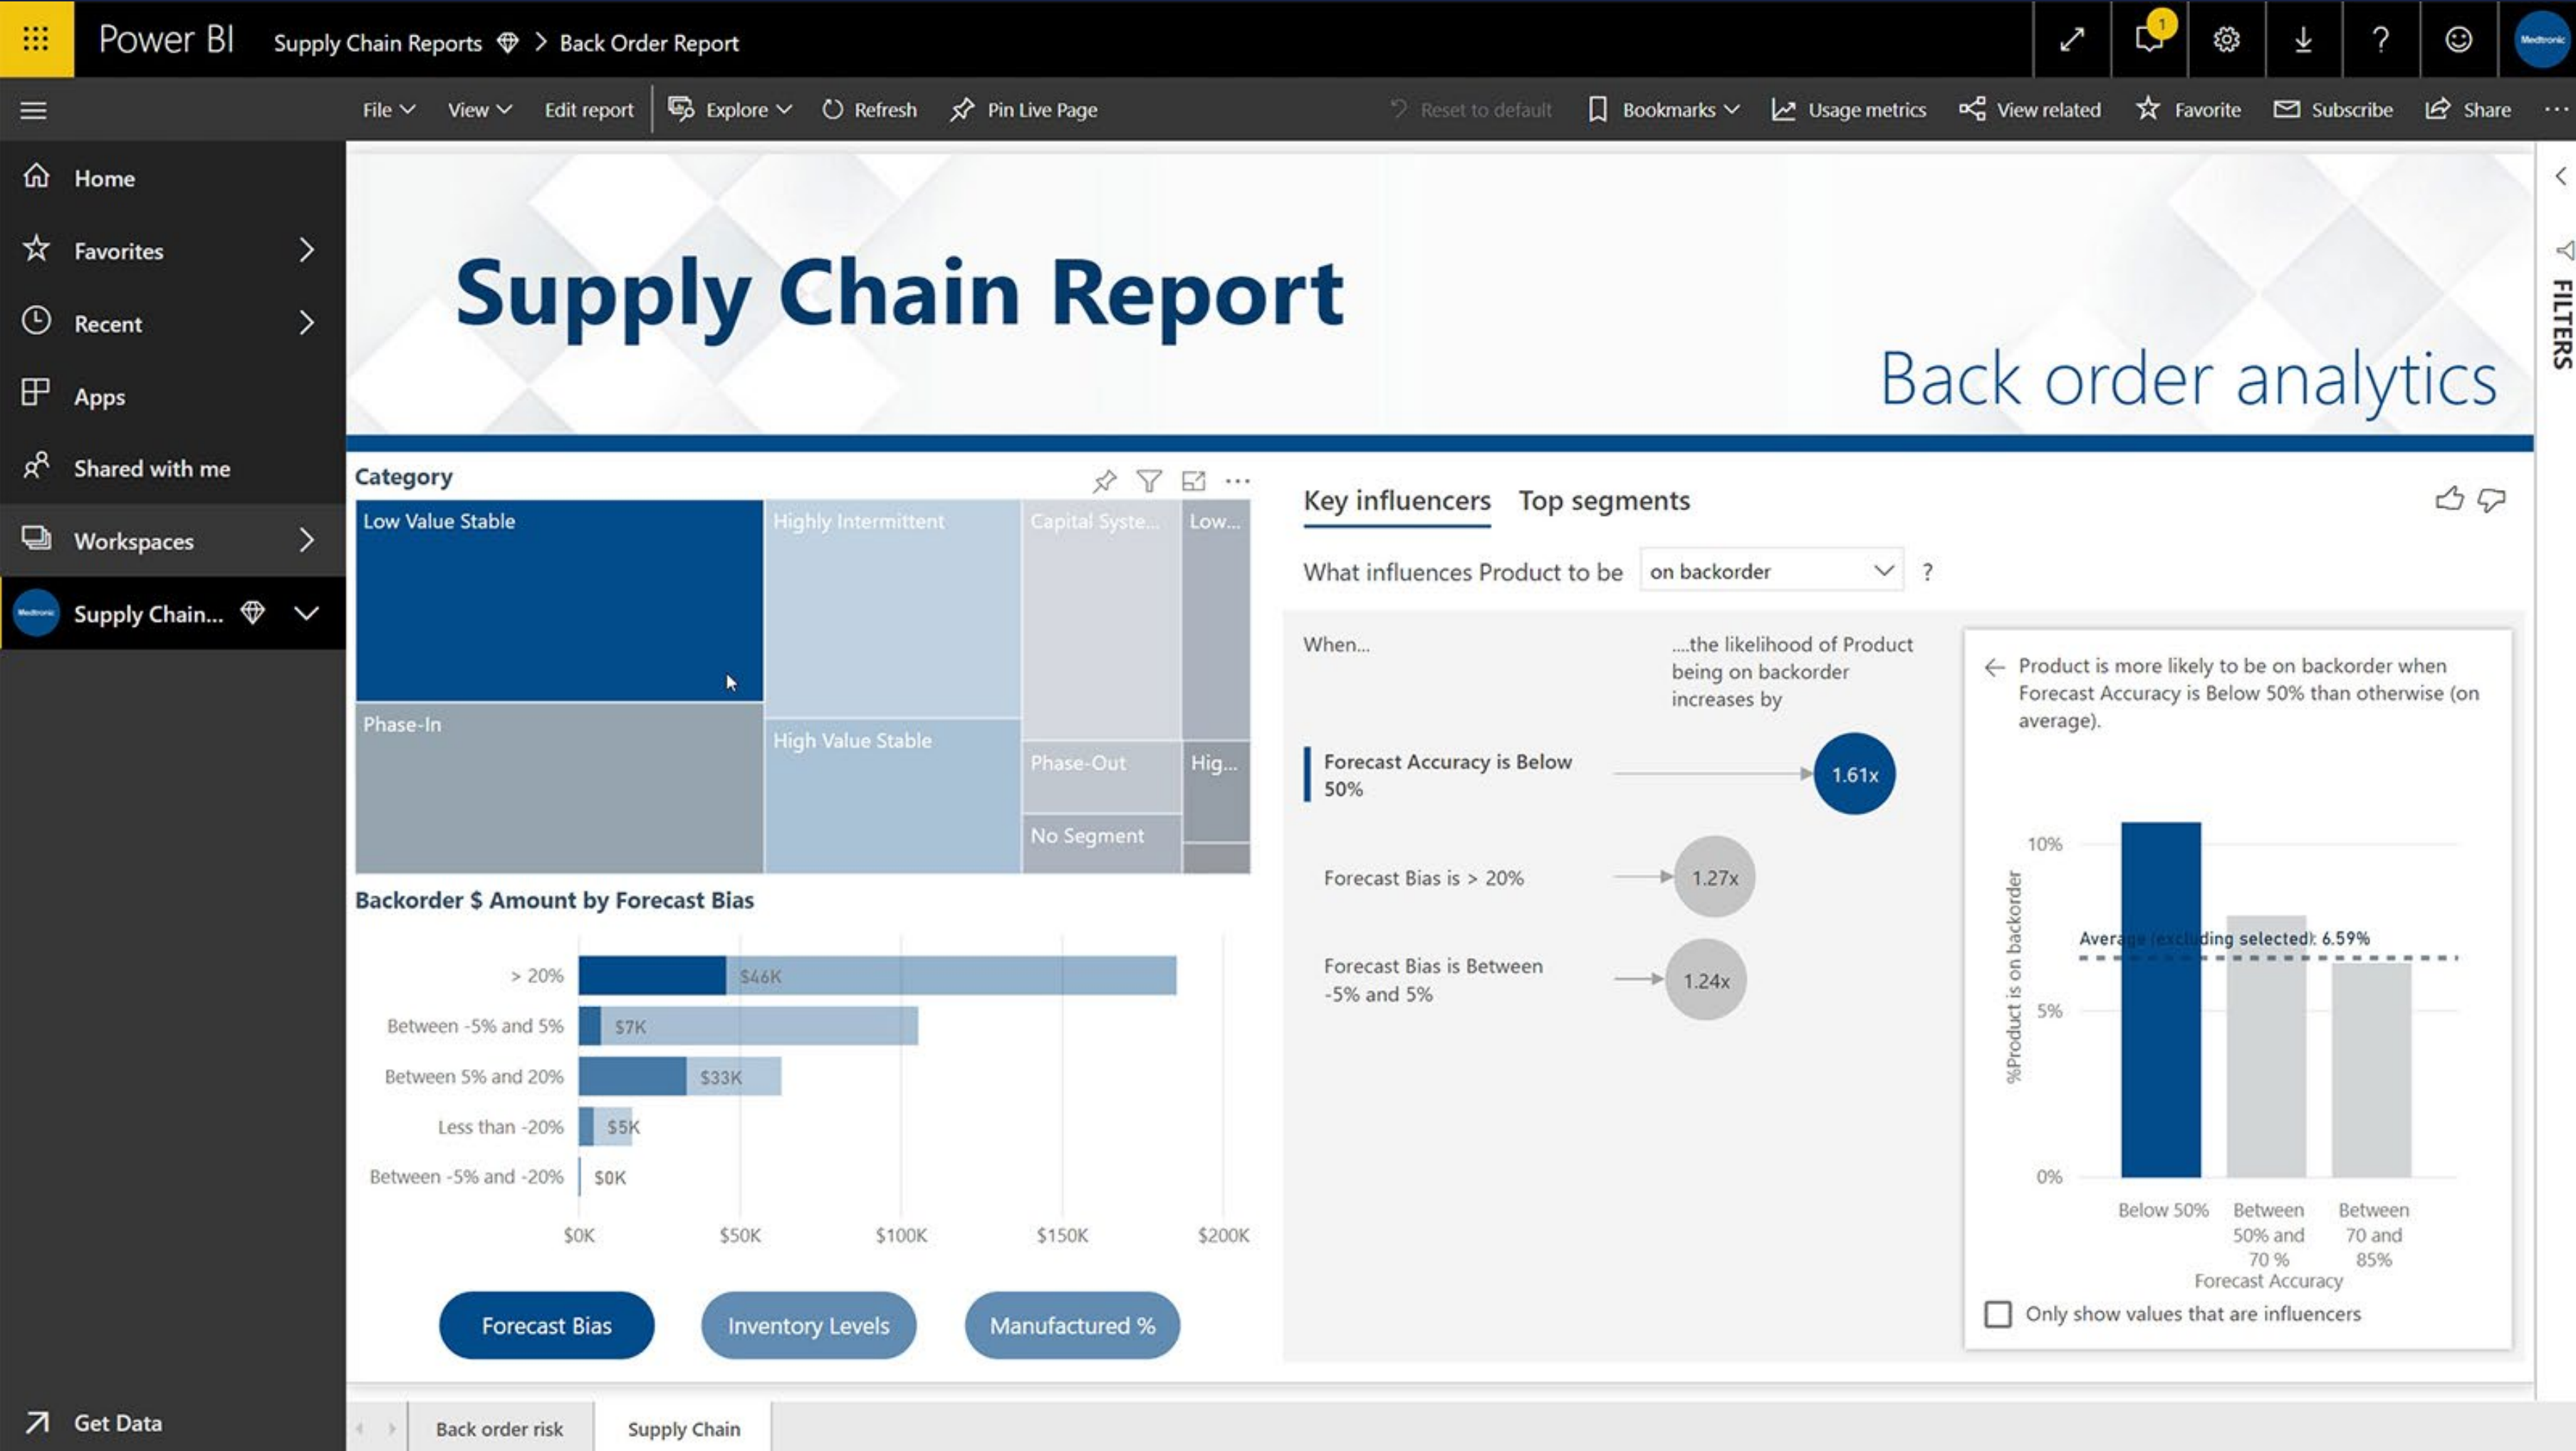 Power BI Supply Chain Reports > Back Order Report
1
Medtronic
File View Edit report Explore Refresh Pin Live Page Reset to default Bookmarks Usage metrics View related Favorite Subscribe Share ...
Home
Favorites
Recent
Apps
Shared with me
Workspaces
Medtronic Supply Chain...
Get Data
Supply Chain Report
Back order analytics
FILTERS
Category
Low Value Stable
Highly Intermittent
Capital Syste...
Low...
Phase-In
High Value Stable
Phase-Out
Hig...
No Segment
Backorder $ Amount by Forecast Bias
> 20% $46K
Between -5% and 5% $7K
Between 5% and 20% $33K
Less than -20% $5K
Between -5% and -20% $0K
$0K $50K $100K $150K $200K
Forecast Bias Inventory Levels Manufactured %
Key influencers Top segments
What influences Product to be on backorder ?
When...
....the likelihood of Product
being on backorder
increases by
Forecast Accuracy is Below
50%
1.61x
Forecast Bias is > 20%
1.27x
Forecast Bias is Between
-5% and 5%
1.24x
Product is more likely to be on backorder when
Forecast Accuracy is Below 50% than otherwise (on
average).
%Product is on backorder
10%
5%
0%
Average (excluding selected): 6.59%
Below 50%
Between
50% and
70 %
Between
70 and
85%
Forecast Accuracy
Only show values that are influencers
Back order risk Supply Chain